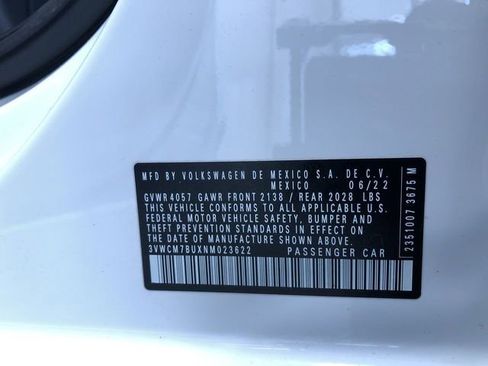 MFD BY VOLKSWAGEN DE MEXICO S.A. DE C.V.
MEXICO 06/22
GVWR 4057 GAWR FRONT 2138 / REAR 2028 LBS
THIS VEHICLE CONFORMS TO ALL APPLICABLE U.S.
FEDERAL MOTOR VEHICLE SAFETY, BUMPER AND
THEFT PREVENTION STANDARDS IN EFFECT
ON THE DATE OF MANUFACTURE SHOWN ABOVE.
3VWCM7BUXNM023622 PASSENGER CAR
2351007 3675 M